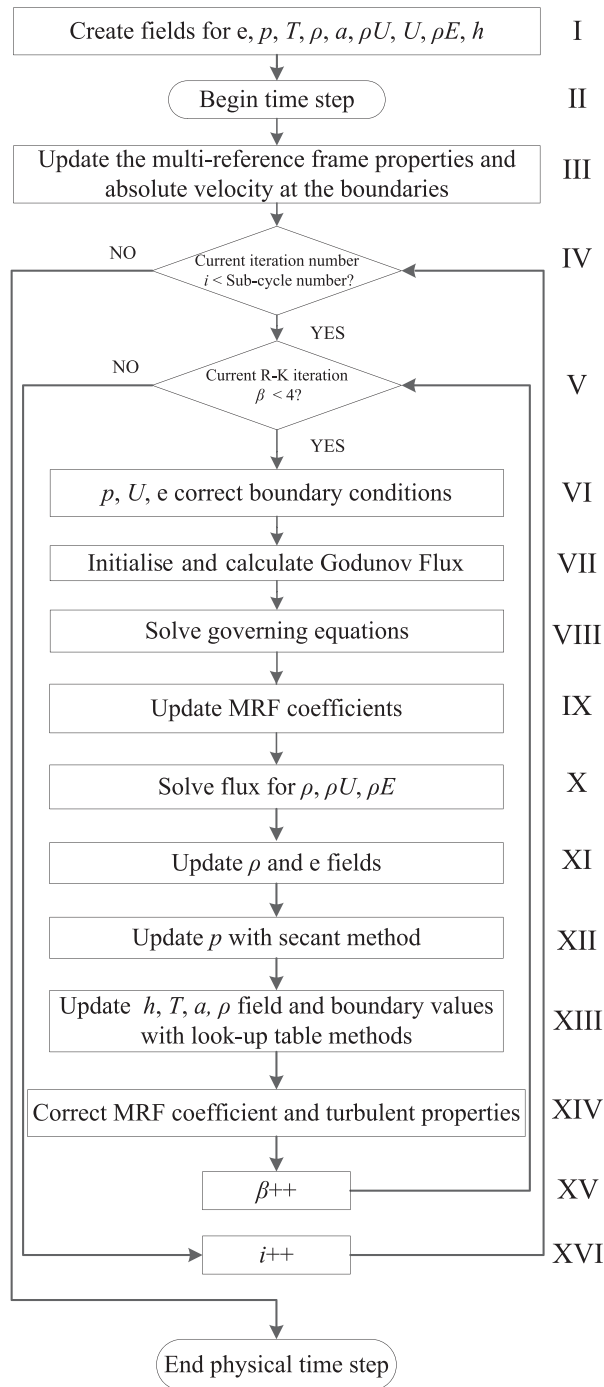 Create fields for e, p, T, ρ, a, ρU, U, ρE, h
I
Begin time step
II
Update the multi-reference frame properties and
absolute velocity at the boundaries
III
NO
Current iteration number
i < Sub-cycle number?
IV
YES
NO
Current R-K iteration
β < 4?
V
YES
p, U, e correct boundary conditions
VI
Initialise and calculate Godunov Flux
VII
Solve governing equations
VIII
Update MRF coefficients
IX
Solve flux for ρ, ρU, ρE
X
Update ρ and e fields
XI
Update p with secant method
XII
Update h, T, a, ρ field and boundary values
with look-up table methods
XIII
Correct MRF coefficient and turbulent properties
XIV
β++
XV
i++
XVI
End physical time step